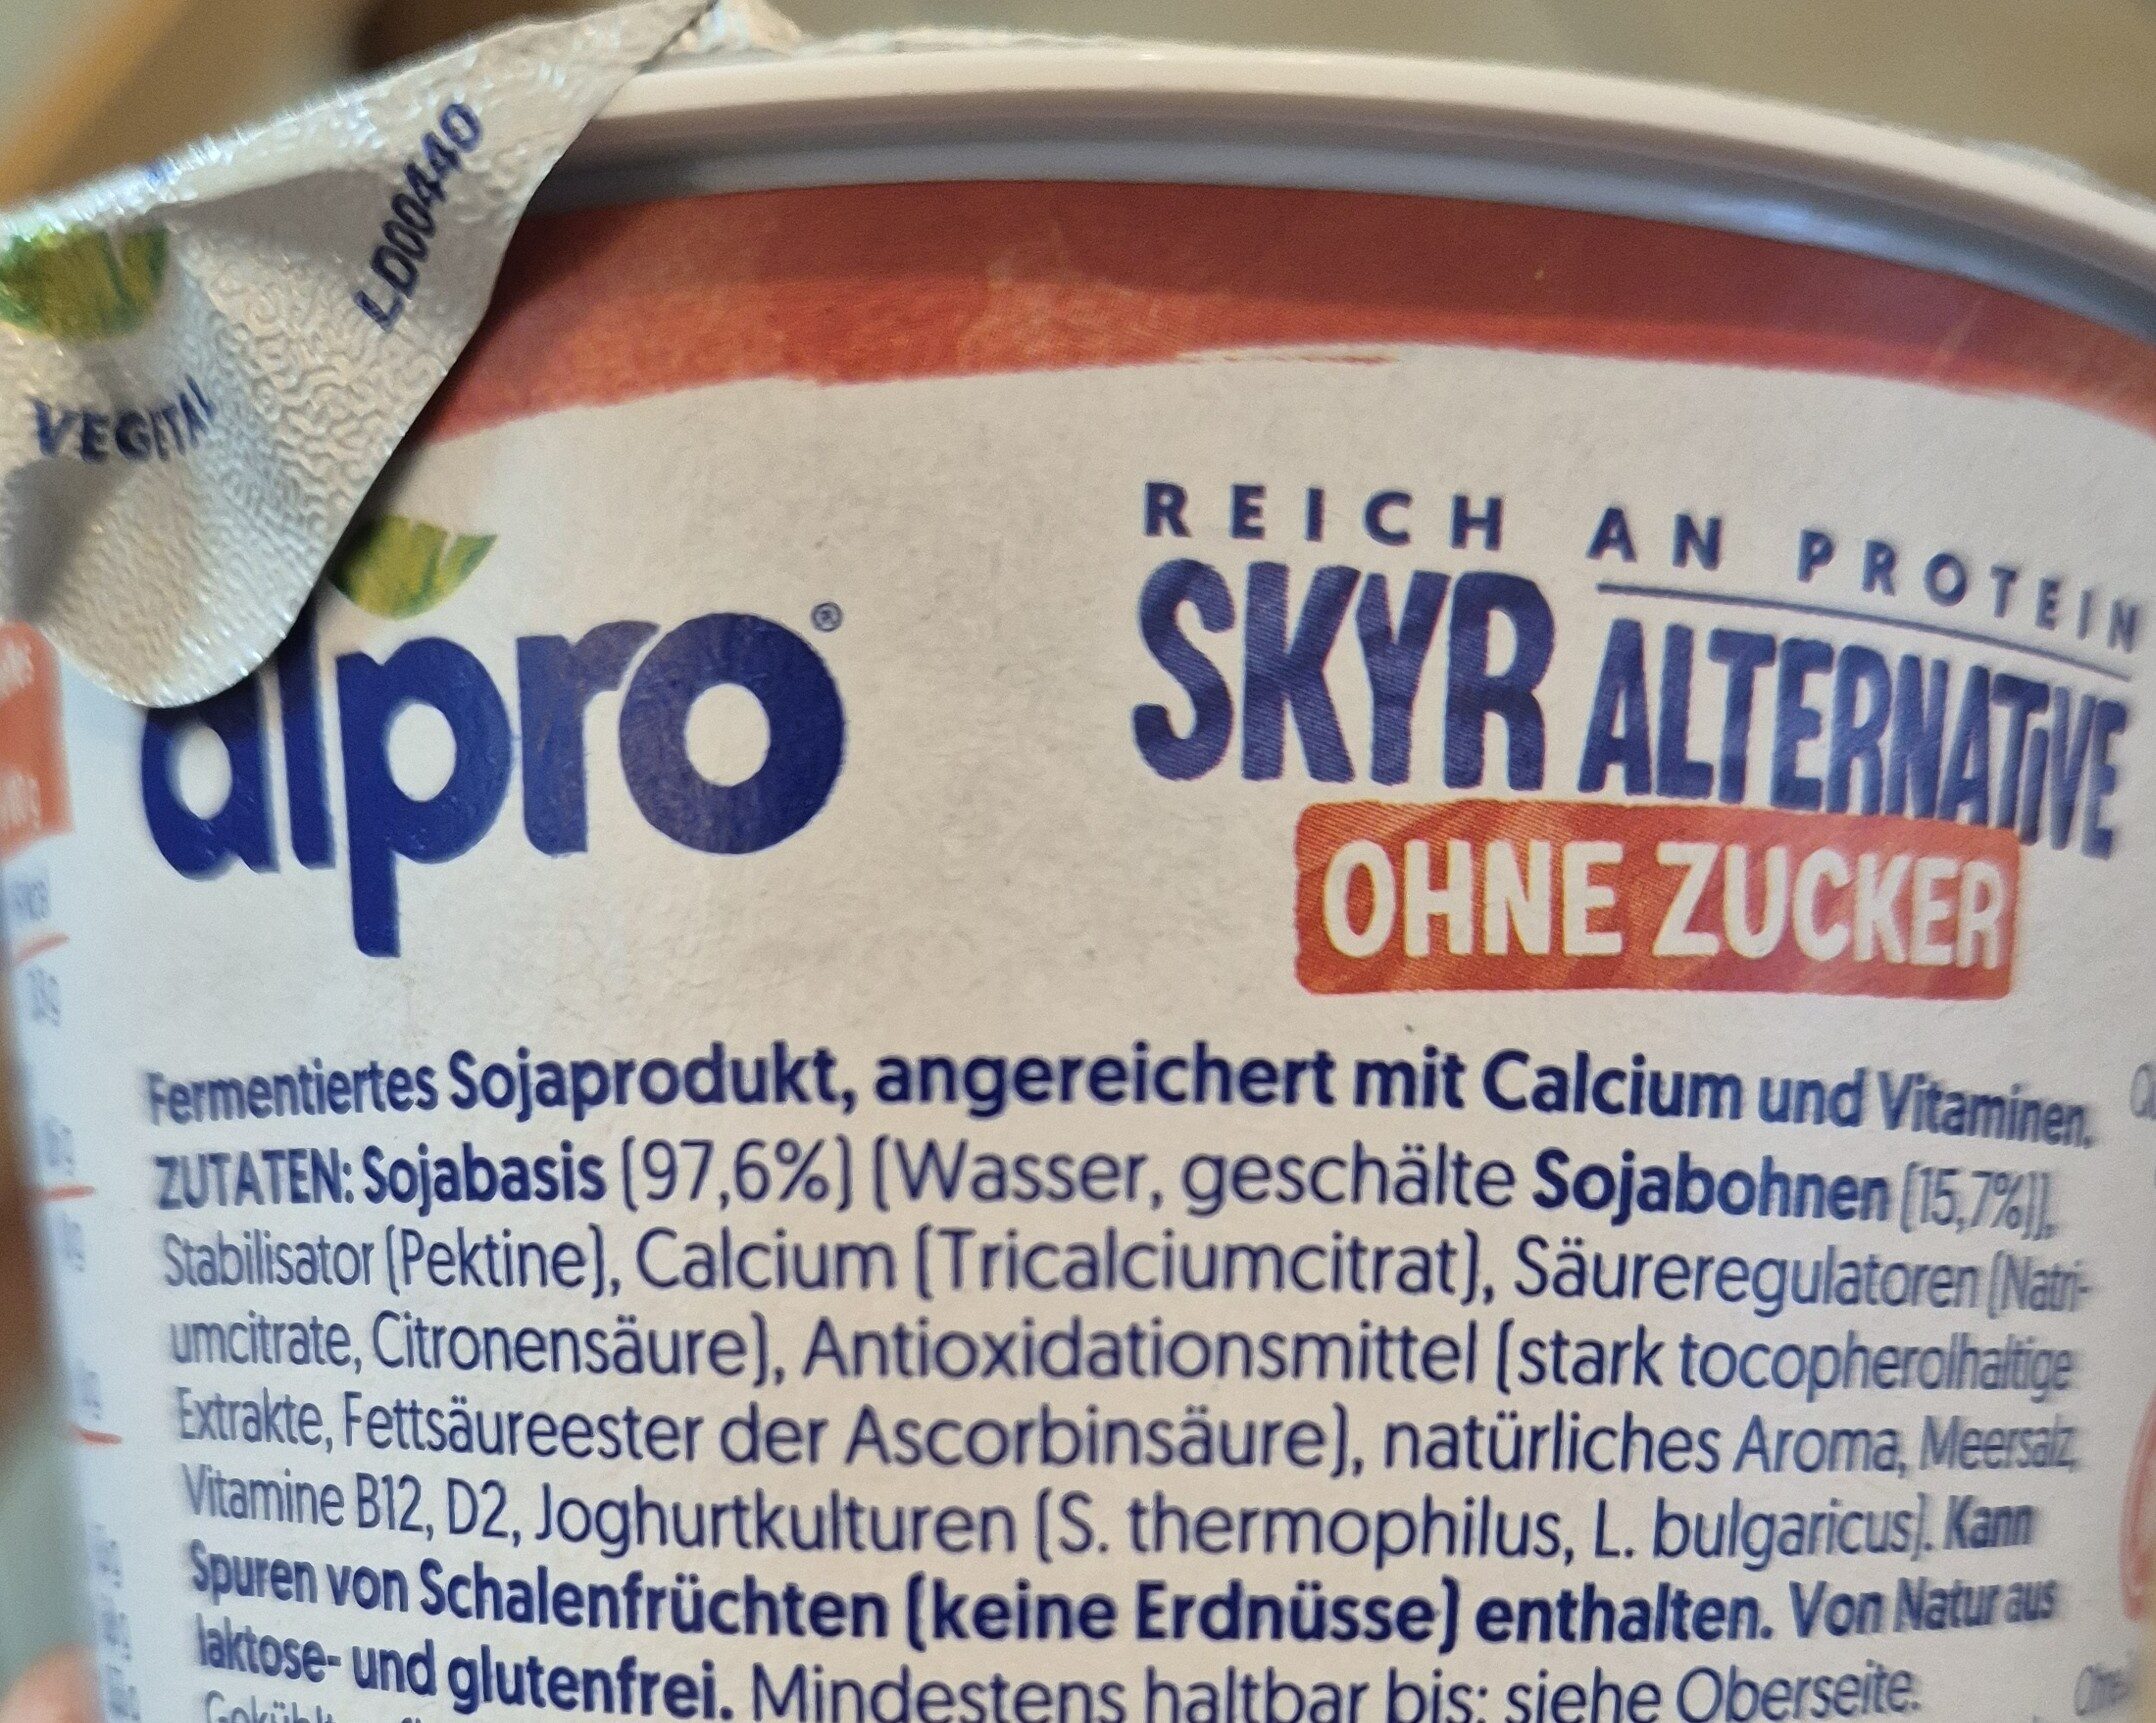 LD00440
VEGETAL
alpro®
REICH AN PROTEIN
SKYR ALTERNATIVE
OHNE ZUCKER
Fermentiertes Sojaprodukt, angereichert mit Calcium und Vitaminen.
ZUTATEN: Sojabasis (97,6%) (Wasser, geschälte Sojabohnen (15,7%)),
Stabilisator (Pektine), Calcium (Tricalciumcitrat), Säureregulatoren (Natri-
umcitrate, Citronensäure), Antioxidationsmittel (stark tocopherolhaltige
Extrakte, Fettsäureester der Ascorbinsäure), natürliches Aroma, Meersalz,
Vitamine B12, D2, Joghurtkulturen (S. thermophilus, L. bulgaricus). Kann
Spuren von Schalenfrüchten (keine Erdnüsse) enthalten. Von Natur aus
laktose- und glutenfrei. Mindestens haltbar bis: siehe Oberseite.